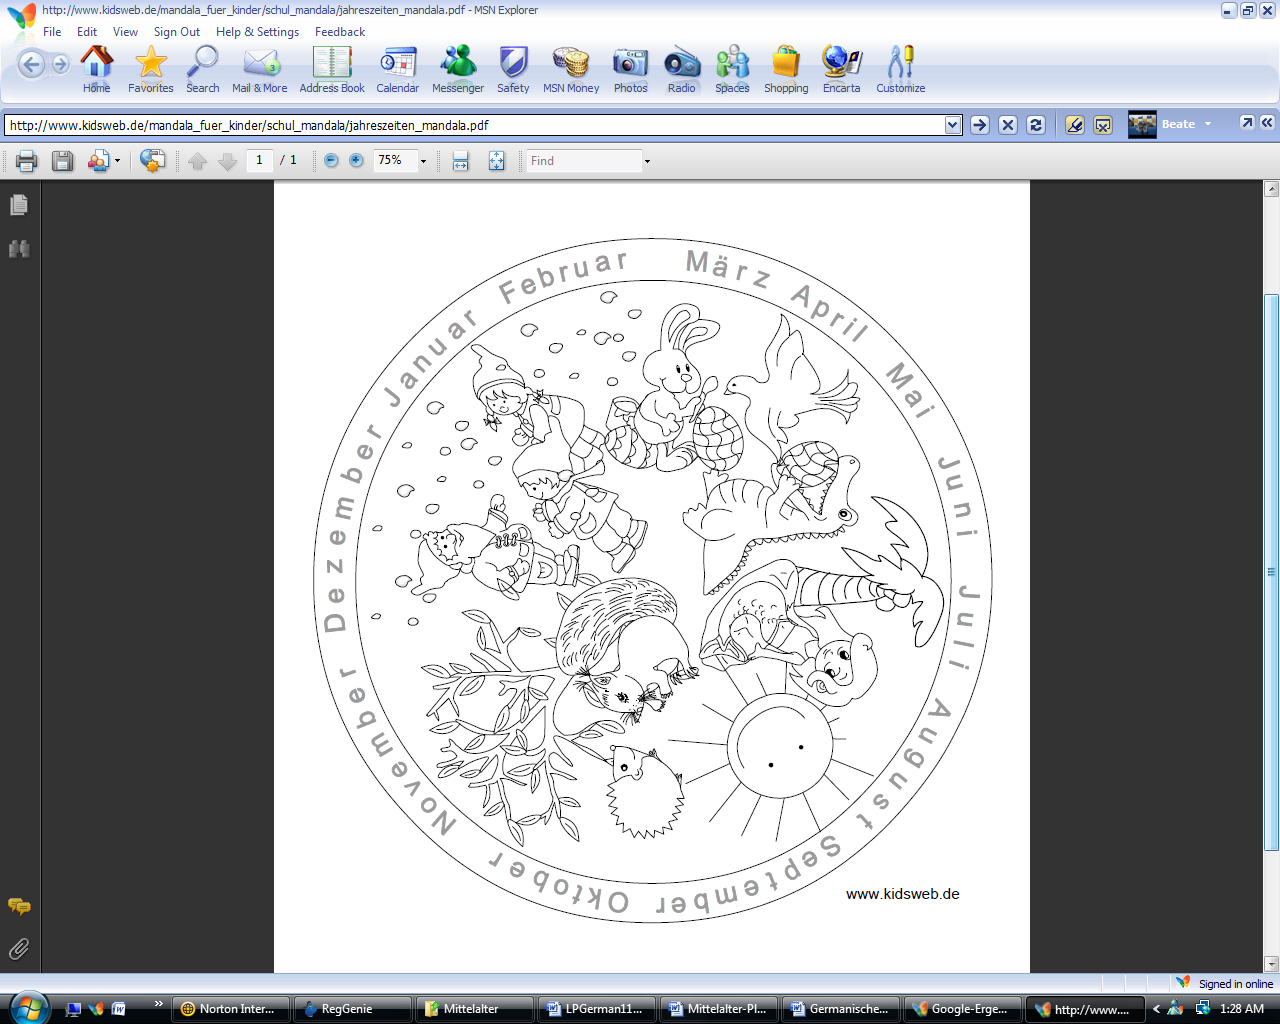 http://www.kidsweb.de/mandala_fuer_kinder/schul_mandala/jahreszeiten_mandala.pdf - MSN Explorer
File Edit View Sign Out Help & Settings Feedback
Home Favorites Search Mail & More Address Book Calendar Messenger Safety MSN Money Photos Radio Spaces Shopping Encarta Customize
3
http://www.kidsweb.de/mandala_fuer_kinder/schul_mandala/jahreszeiten_mandala.pdf
Beate
1 / 1 75% Find
Januar
Februar
März
April
Mai
Juni
Juli
August
September
Oktober
November
Dezember
www.kidsweb.de
Signed in online
Norton Inter... RegGenie Mittelalter LPGerman11... Mittelalter-Pl... Germanische... Google-Erge... http://www.... 1:28 AM